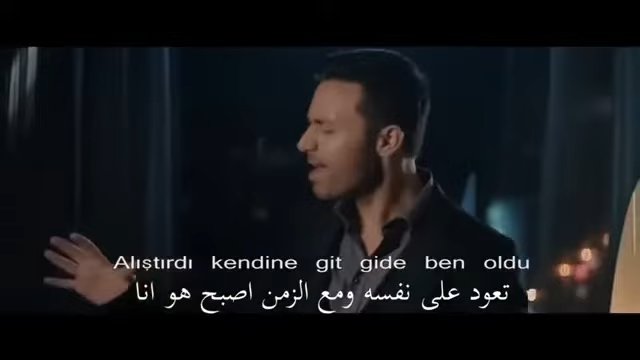 Alıştırdı kendine git gide ben oldu
تعود على نفسه ومع الزمن اصبح هو انا